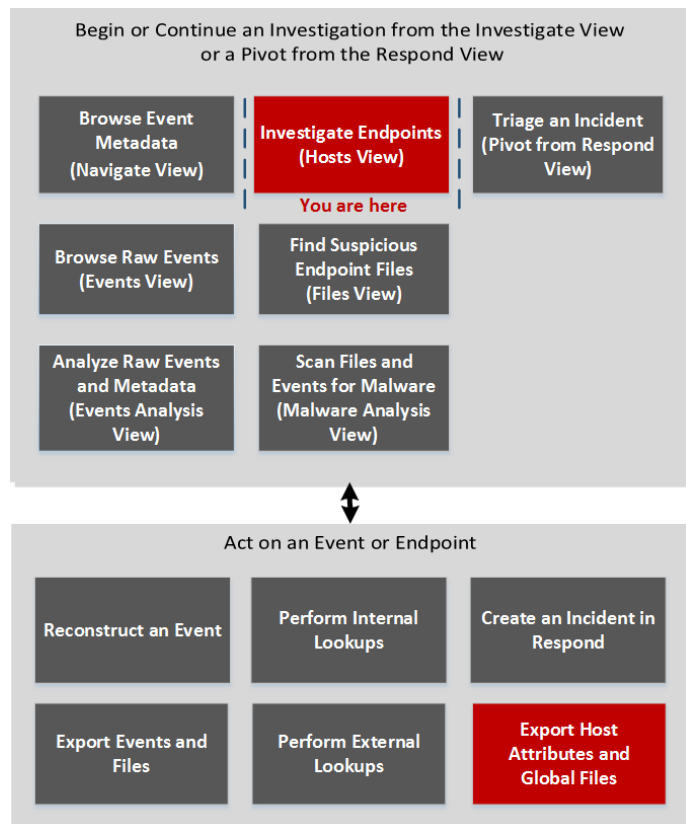 Begin or Continue an Investigation from the Investigate View
or a Pivot from the Respond View
Browse Event
Metadata
(Navigate View)
Investigate Endpoints
(Hosts View)
Triage an Incident
(Pivot from Respond
View)
You are here
Browse Raw Events
(Events View)
Find Suspicious
Endpoint Files
(Files View)
Analyze Raw Events
and Metadata
(Events Analysis
View)
Scan Files and
Events for Malware
(Malware Analysis
View)
Act on an Event or Endpoint
Reconstruct an Event
Perform Internal
Lookups
Create an Incident in
Respond
Export Events and
Files
Perform External
Lookups
Export Host
Attributes and
Global Files